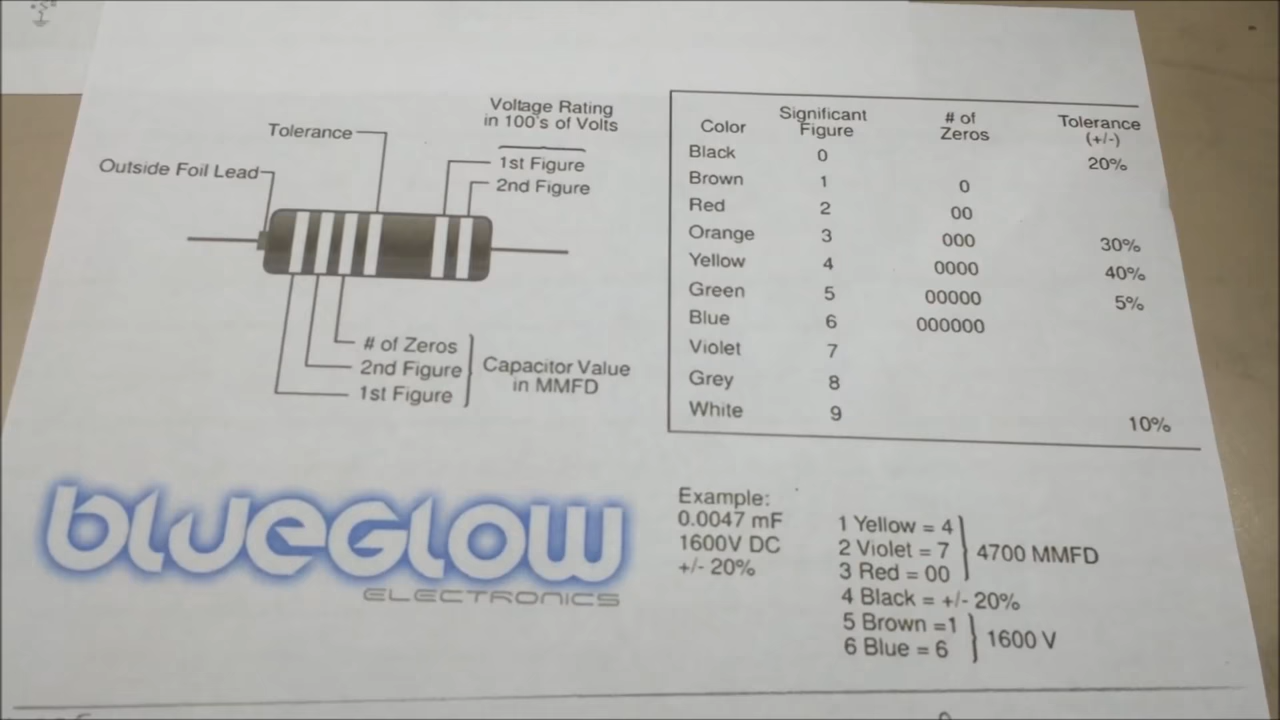 Voltage Rating
in 100's of Volts
Tolerance
1st Figure
Outside Foil Lead
2nd Figure
# of Zeros
2nd Figure
1st Figure
Capacitor Value
in MMFD
Color Significant Figure # of Zeros Tolerance (+/-)
Black 0 20%
Brown 1 0
Red 2 00
Orange 3 000 30%
Yellow 4 0000 40%
Green 5 00000 5%
Blue 6 000000
Violet 7
Grey 8
White 9 10%
blueglow
ELECTRONICS
Example:
0.0047 mF
1600V DC
+/- 20%
1 Yellow = 4
2 Violet = 7
3 Red = 00
4700 MMFD
4 Black = +/- 20%
5 Brown =1
6 Blue = 6
1600 V